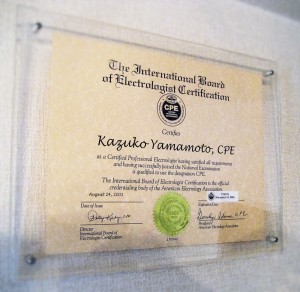 The International Board
of Electrologist Certification
CPE
Certifies
Kazuko Yamamoto, CPE
as a Certified Professional Electrologist having satisfied all requirements
and having successfully passed the National Examination
is qualified to use the designation CPE.
The International Board of Electrologist Certification is the official
credentialing body of the American Electrology Association.
August 24, 2001
Date of Issue
Director
International Board of
Electrologist Certification
President
American Electrology Association